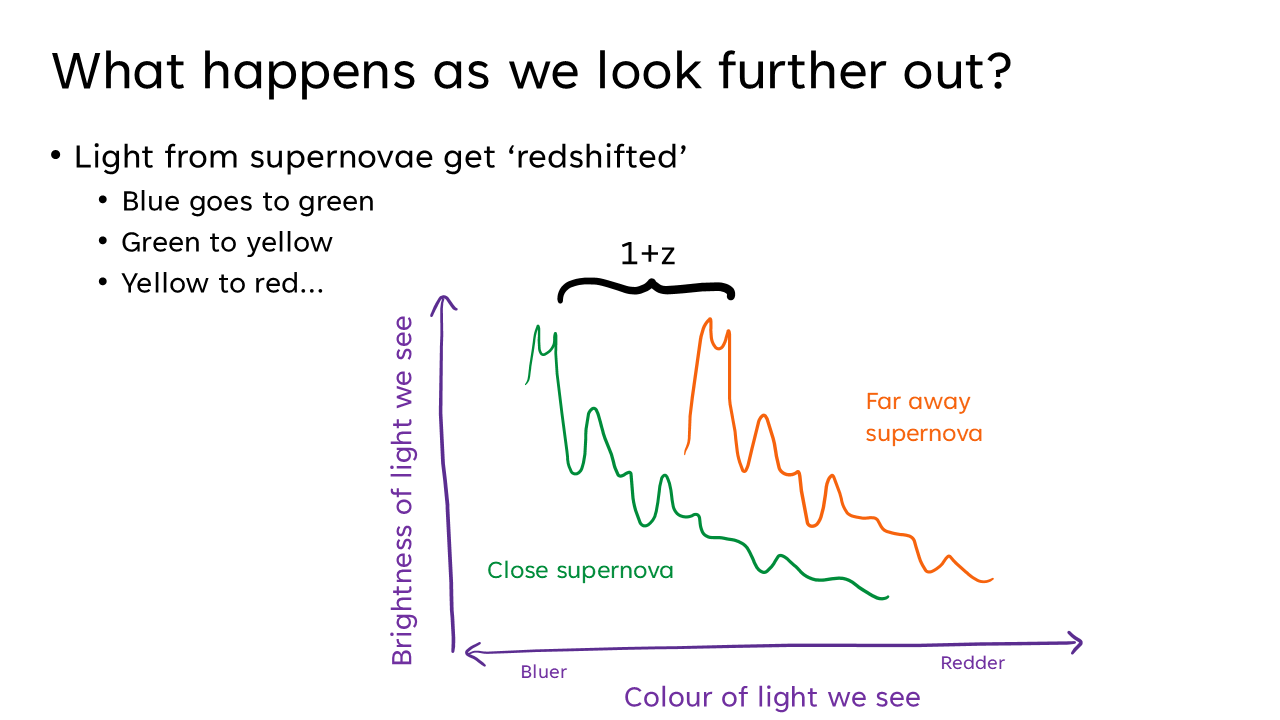 What happens as we look further out?
• Light from supernovae get ‘redshifted’
• Blue goes to green
• Green to yellow
• Yellow to red...
1+z
Brightness of light we see
Far away
supernova
Close supernova
Bluer
Redder
Colour of light we see